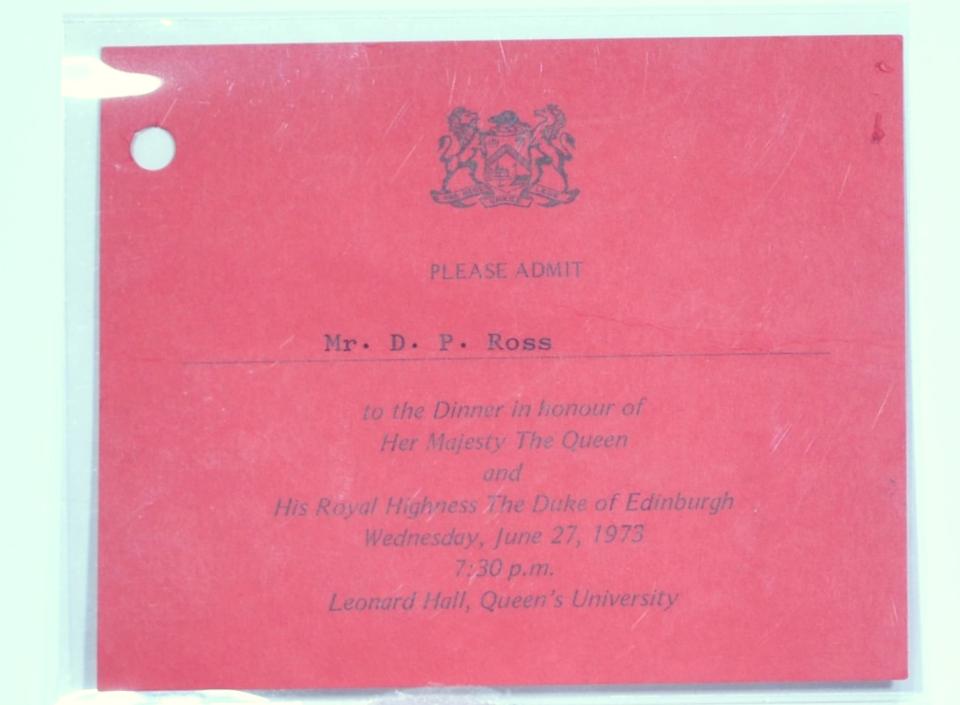 PLEASE ADMIT
Mr. D. P. Ross
to the Dinner in honour of
Her Majesty The Queen
and
His Royal Highness The Duke of Edinburgh
Wednesday, June 27, 1973
7:30 p.m.
Leonard Hall, Queen's University